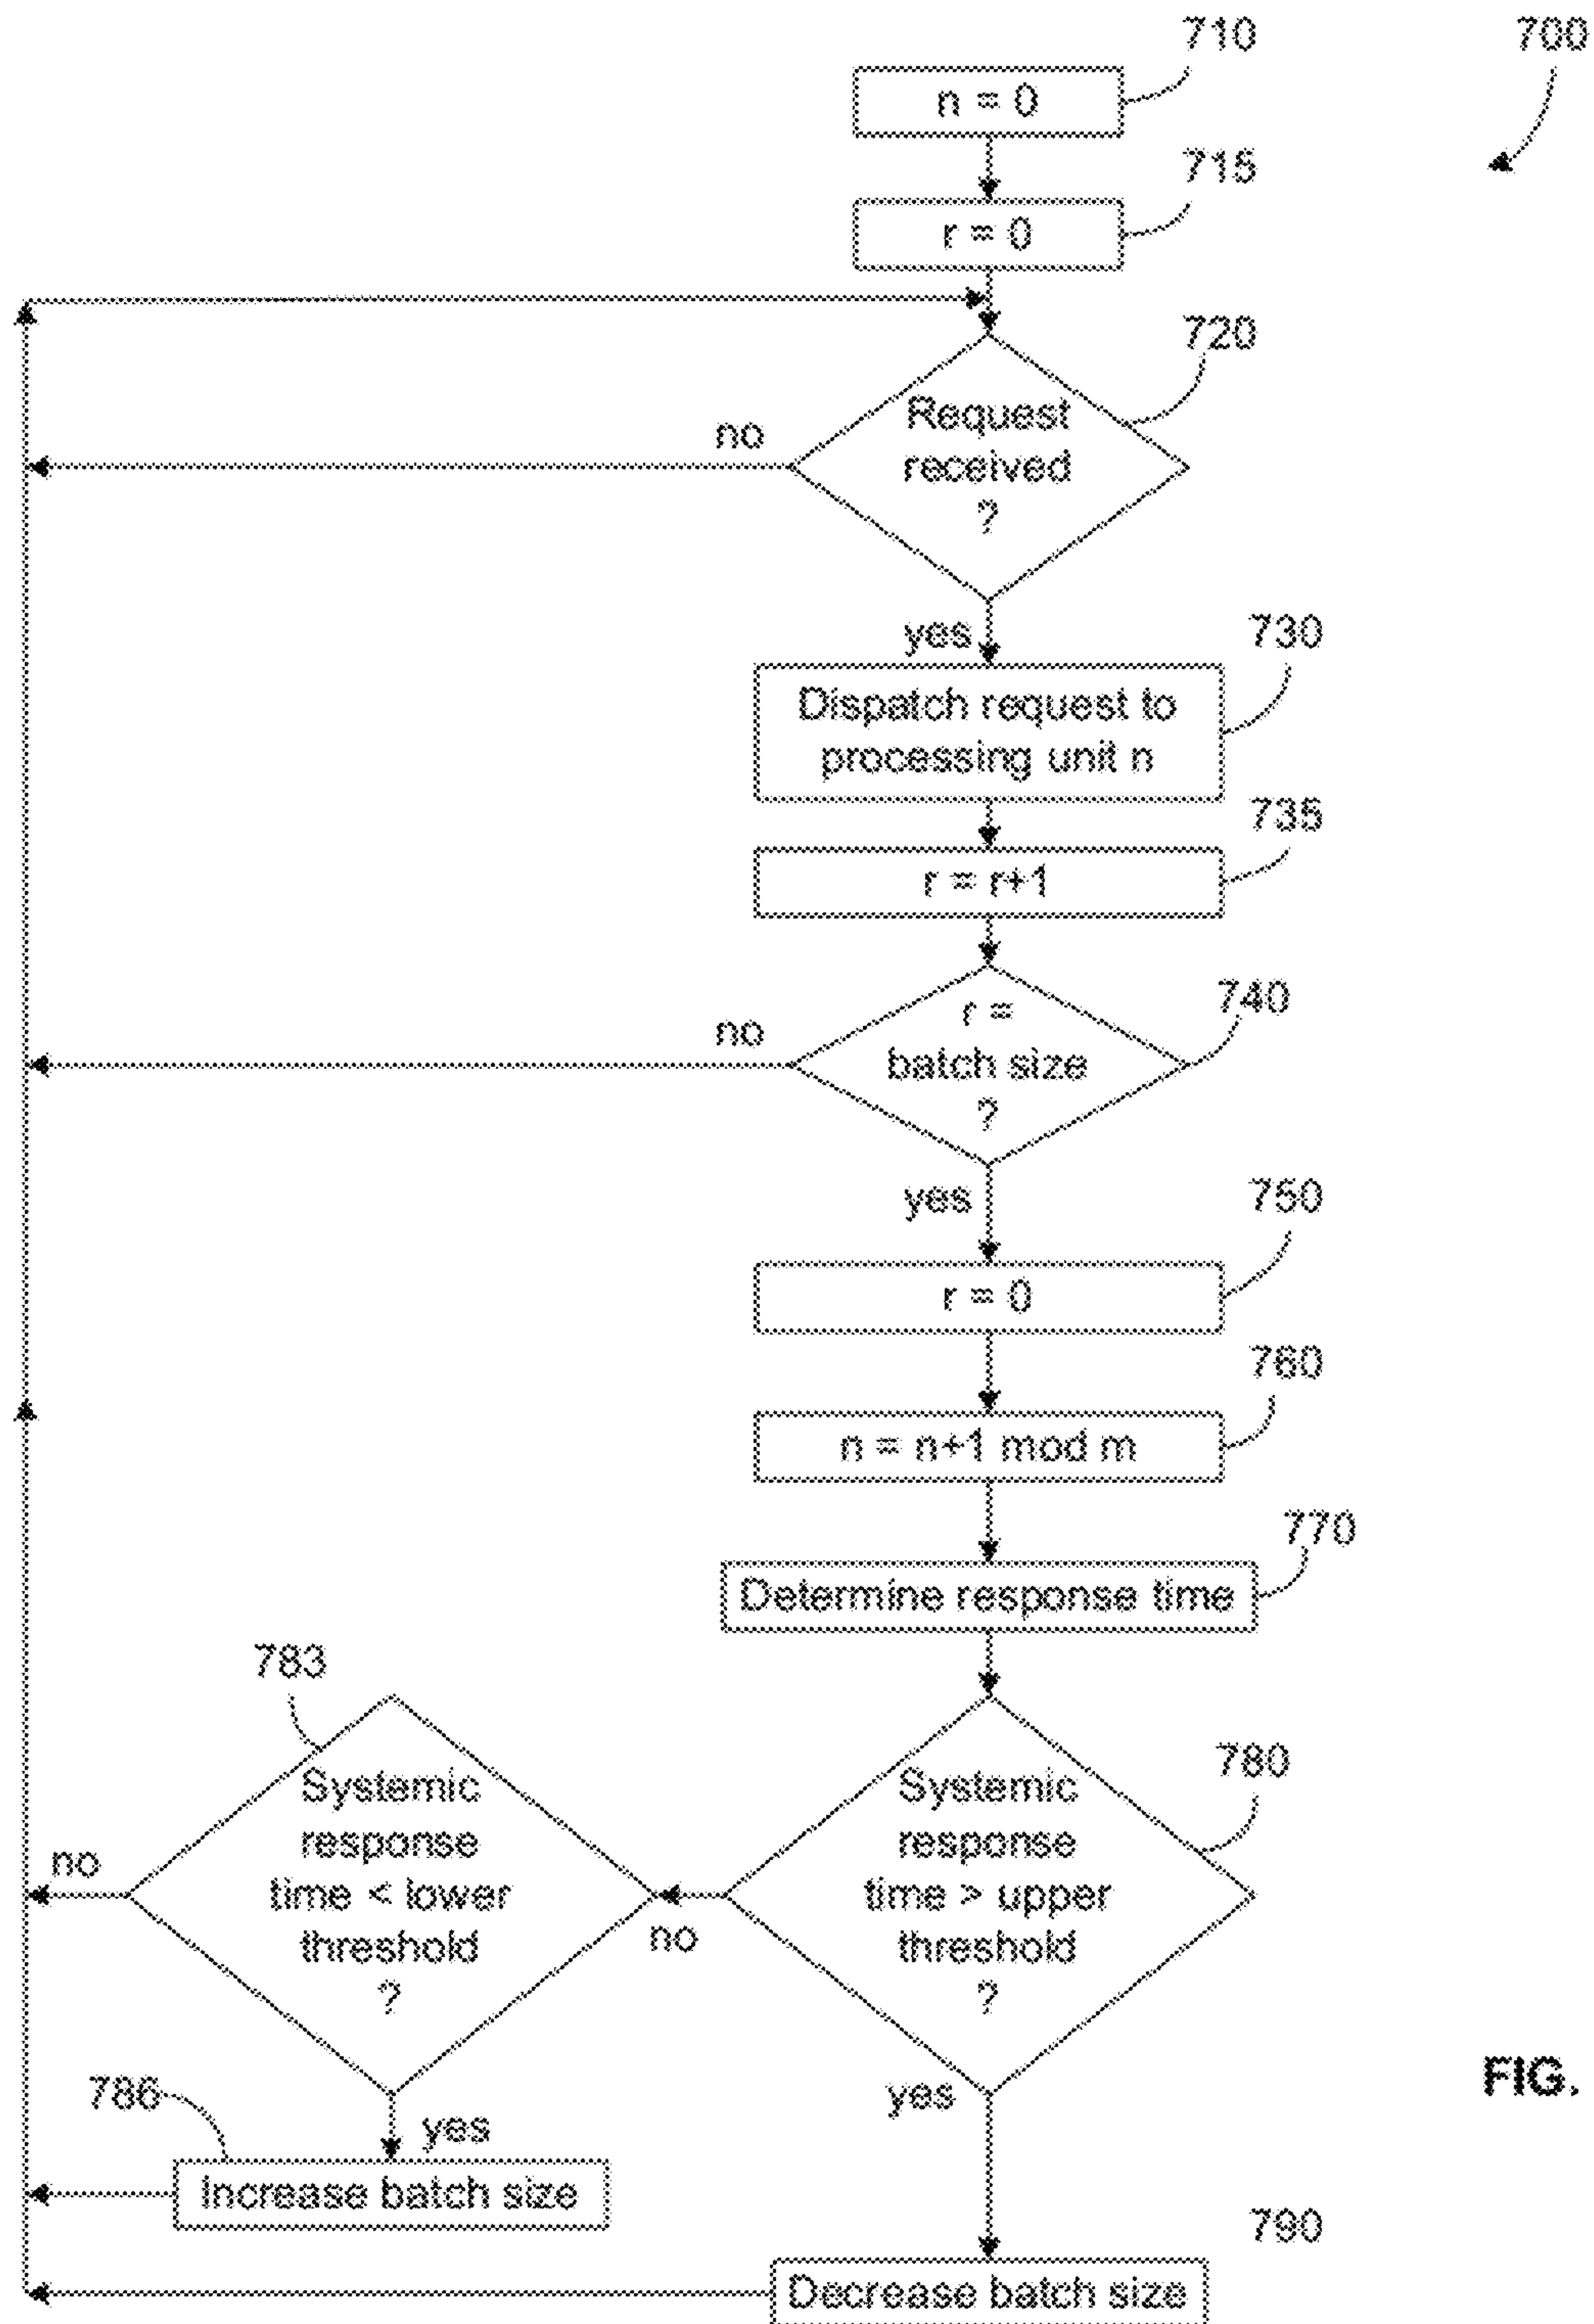 710
700
n = 0
715
r = 0
720
Request
received
?
no
yes
730
Dispatch request to
processing unit n
735
r = r+1
740
r =
batch size
?
no
yes
750
r = 0
760
n = n+1 mod m
770
Determine response time
783
780
Systemic
response
time < lower
threshold
?
no
Systemic
response
time > upper
threshold
?
no
yes
786
yes
Increase batch size
790
Decrease batch size
FIG.